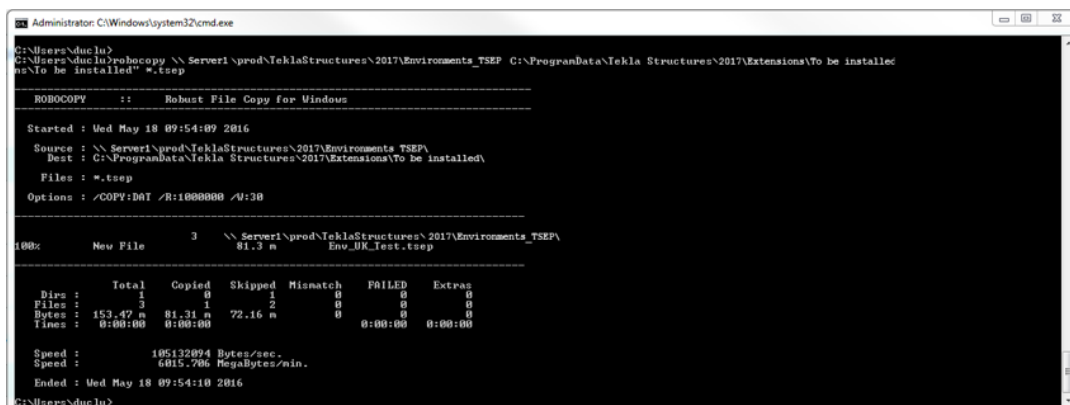 Administrator: C:\Windows\system32\cmd.exe
C:\Users\duclu>
C:\Users\duclu>robocopy \\ Server1 \prod\TeklaStructures\2017\Environments_TSEP C:\ProgramData\Tekla Structures\2017\Extensions\To be installed
ns\To be installed" *.tsep
-------------------------------------------------------------------------------
ROBOCOPY :: Robust File Copy for Windows
-------------------------------------------------------------------------------
Started : Wed May 18 09:54:09 2016
Source : \\ Server1\prod\TeklaStructures\2017\Environments TSEP\
Dest : C:\ProgramData\Tekla Structures\2017\Extensions\To be installed\
Files : *.tsep
Options : /COPY:DAT /R:1000000 /W:30
------------------------------------------------------------------------------
3 \\ Server1\prod\TeklaStructures\2017\Environments_TSEP\
100% New File 81.3 m Env_UK_Test.tsep
------------------------------------------------------------------------------
Total Copied Skipped Mismatch FAILED Extras
Dirs : 1 0 1 0 0 0
Files : 3 1 2 0 0 0
Bytes : 153.47 m 81.31 m 72.16 m 0 0 0
Times : 0:00:00 0:00:00 0:00:00 0:00:00
Speed : 105132094 Bytes/sec.
Speed : 6015.706 MegaBytes/min.
Ended : Wed May 18 09:54:10 2016
C:\Users\duclu>